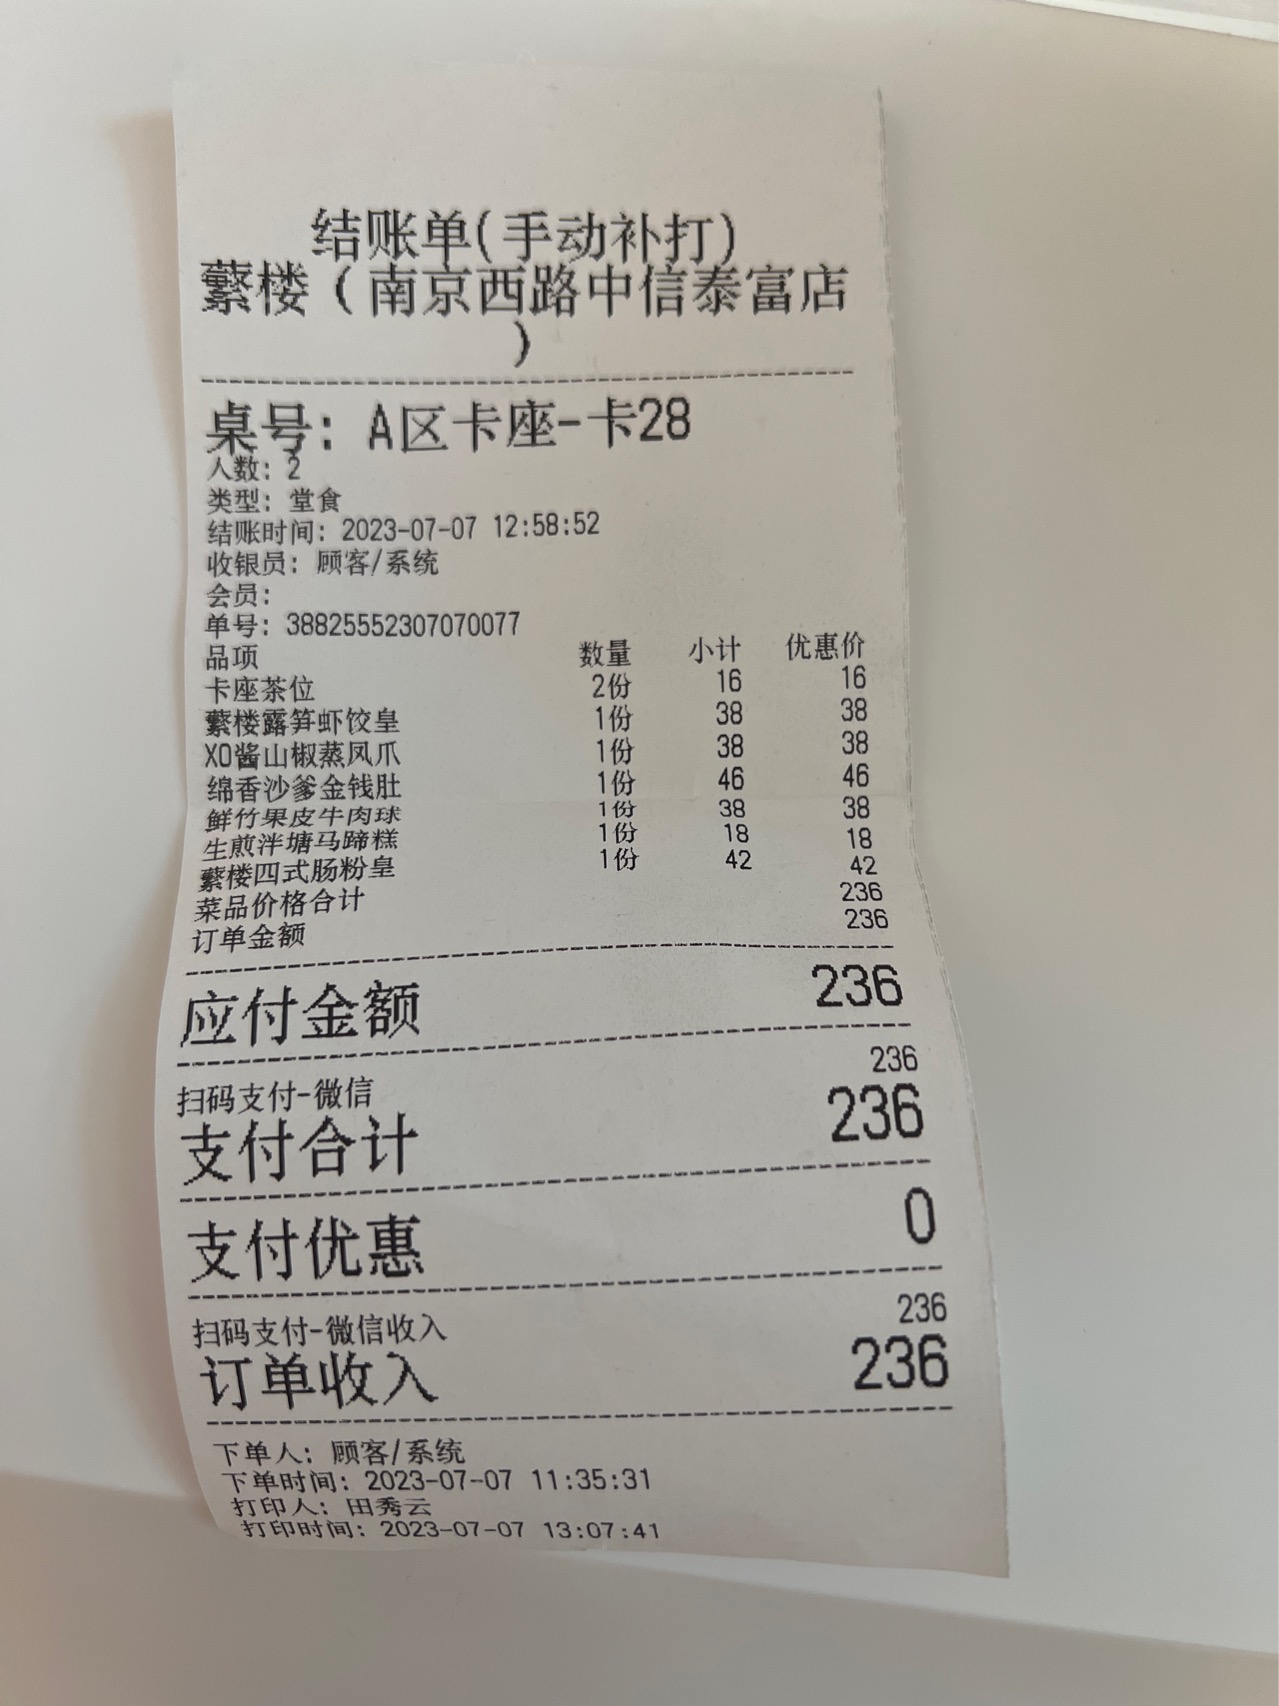 结账单(手动补打)
蘩楼（南京西路中信泰富店
）
桌号: A区卡座-卡28
人数: 2
类型: 堂食
结账时间: 2023-07-07 12:58:52
收银员: 顾客/系统
会员:
单号: 38825552307070077
品项 数量 小计 优惠价
卡座茶位 2份 16 16
蘩楼露笋虾饺皇 1份 38 38
XO酱山椒蒸凤爪 1份 38 38
绵香沙爹金钱肚 1份 46 46
鲜竹果皮牛肉球 1份 38 38
生煎泮塘马蹄糕 1份 18 18
蘩楼四式肠粉皇 1份 42 42
菜品价格合计 236
订单金额 236
应付金额 236
扫码支付-微信 236
支付合计 236
支付优惠 0
扫码支付-微信收入 236
订单收入 236
下单人: 顾客/系统
下单时间: 2023-07-07 11:35:31
打印人: 田秀云
打印时间: 2023-07-07 13:07:41